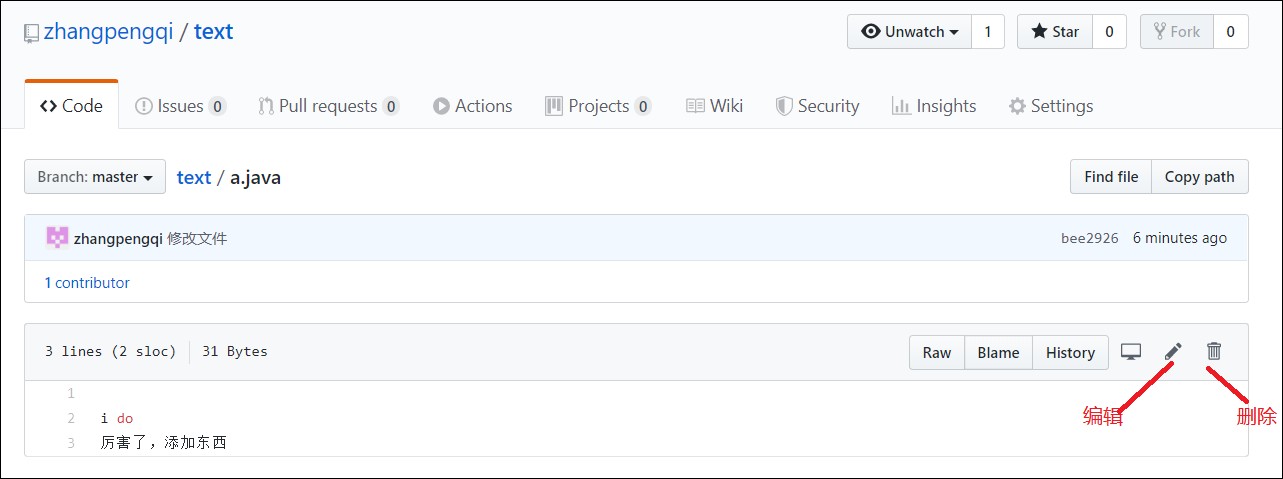 zhangpengqi / text Unwatch 1 Star 0 Fork 0
Code Issues 0 Pull requests 0 Actions Projects 0 Wiki Security Insights Settings
Branch: master text / a.java Find file Copy path
zhangpengqi 修改文件 bee2926 6 minutes ago
1 contributor
3 lines (2 sloc) 31 Bytes Raw Blame History
1
编辑 删除
2 i do
3 厉害了，添加东西